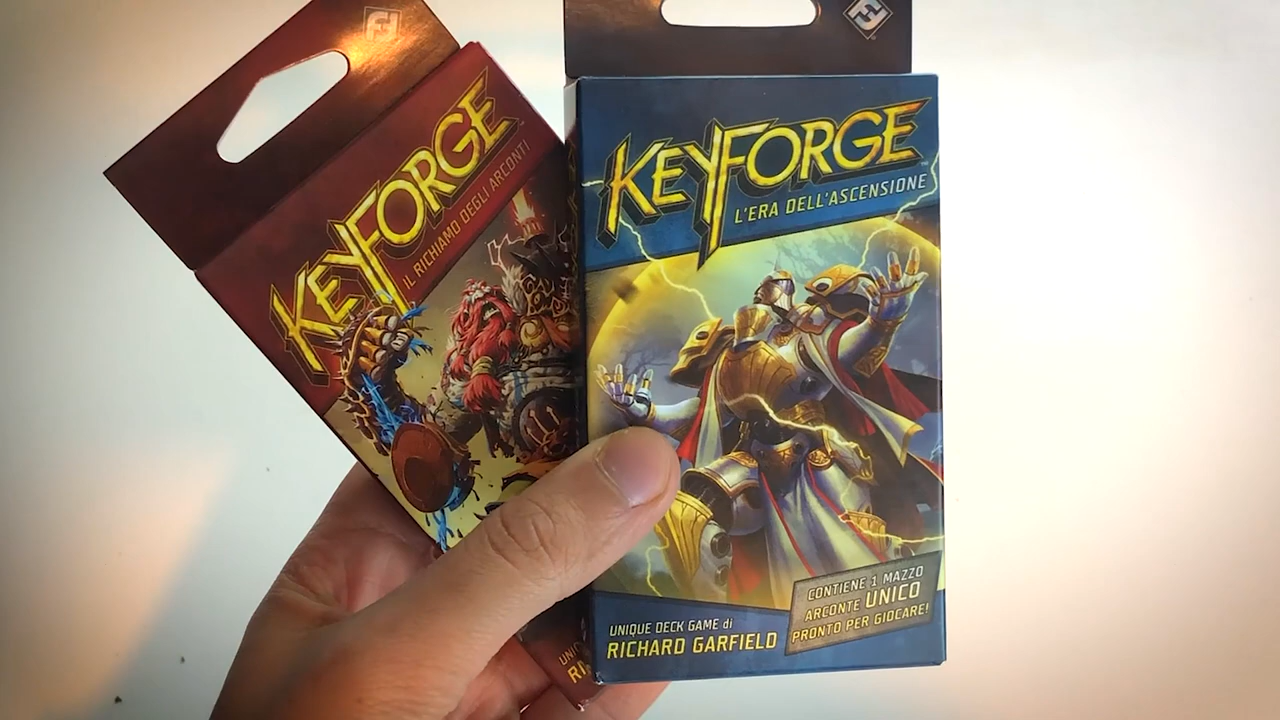 KEYFORGE
IL RICHIAMO DEGLI ARCONTI
KEYFORGE
L'ERA DELL'ASCENSIONE
CONTIENE 1 MAZZO
ARCONTE UNICO
PRONTO PER GIOCARE!
UNIQUE DECK GAME di
RICHARD GARFIELD